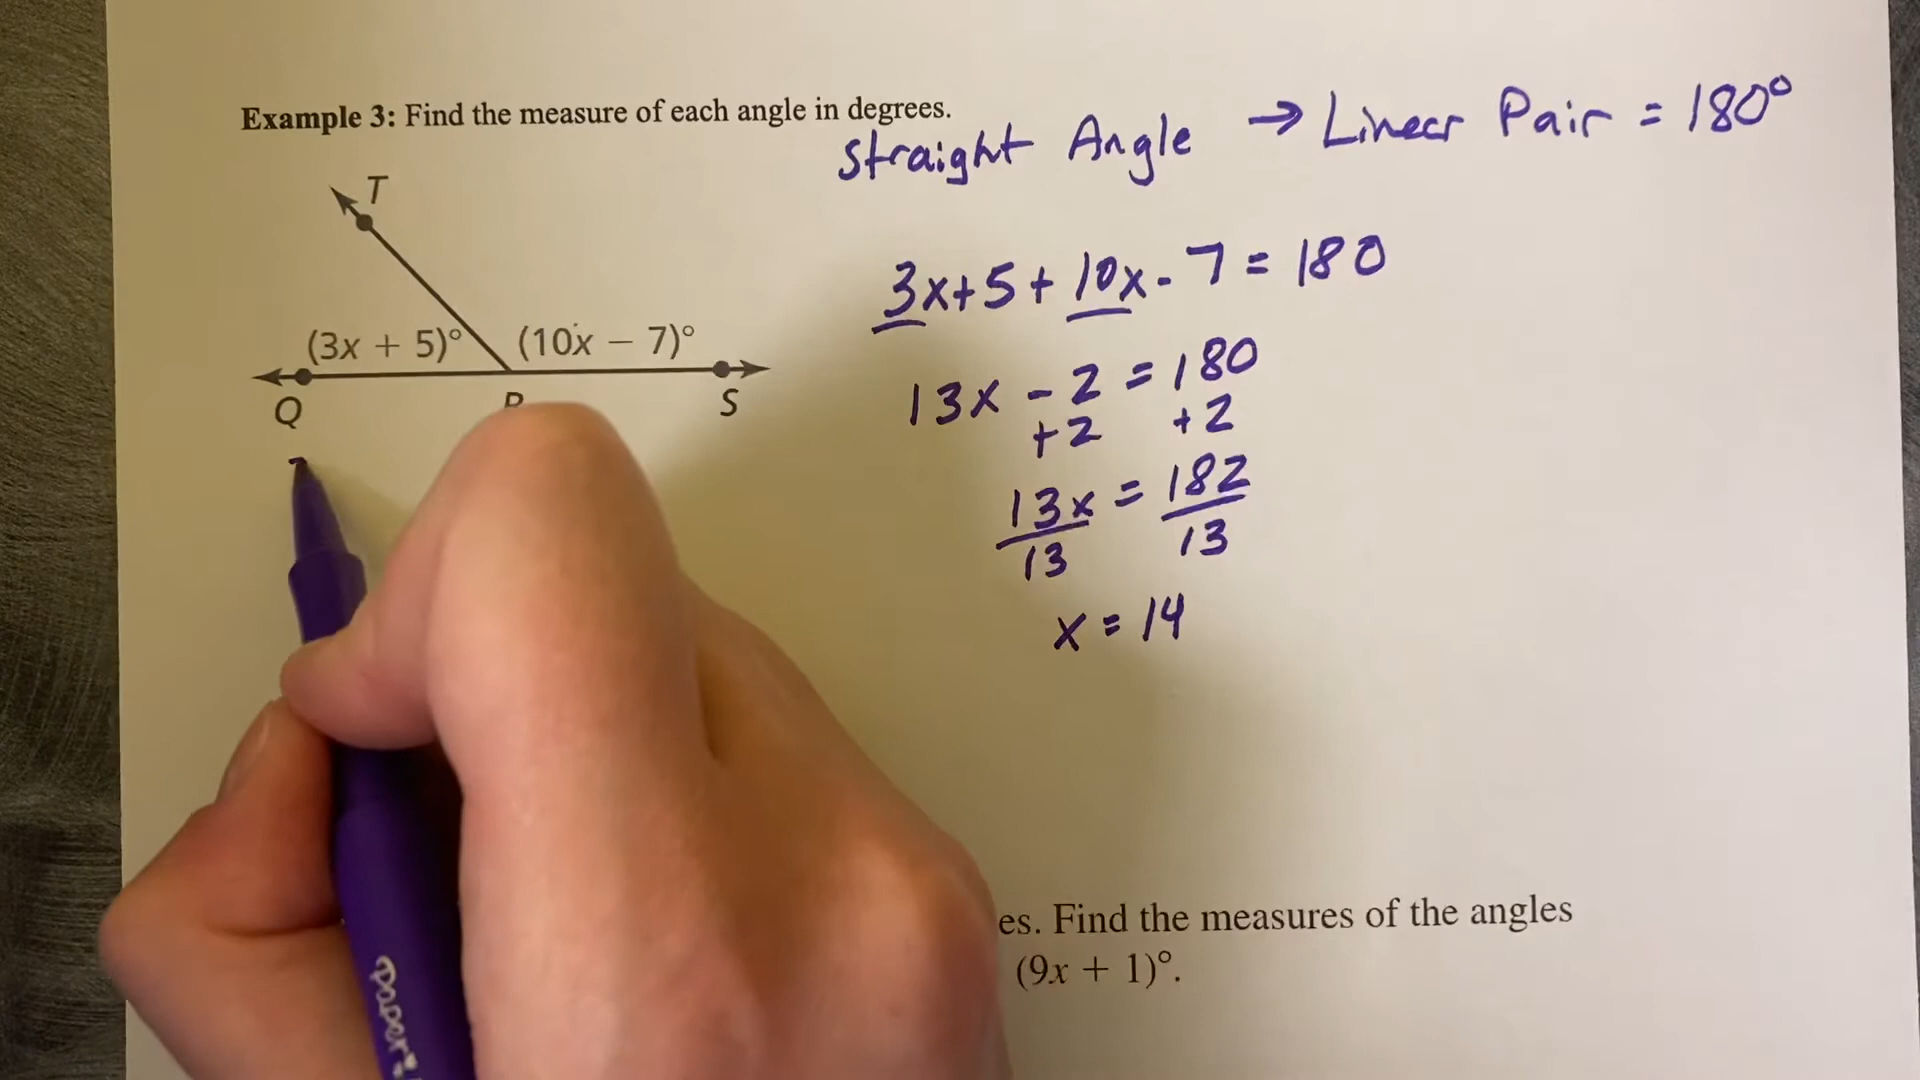 Example 3: Find the measure of each angle in degrees.
Straight Angle → Linear Pair = 180°
T
(3x + 5)° (10x − 7)°
Q S
3x+5+10x-7=180
13x - 2 = 180
+2 +2
13x = 182
13 13
x = 14
es. Find the measures of the angles
(9x + 1)°.